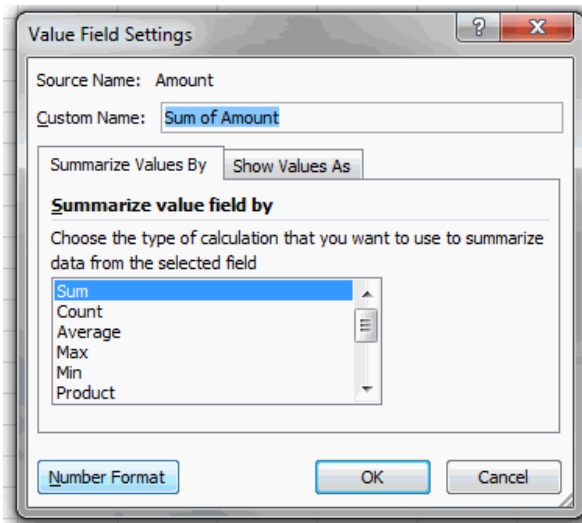 Value Field Settings
Source Name: Amount
Custom Name: Sum of Amount
Summarize Values By Show Values As
Summarize value field by
Choose the type of calculation that you want to use to summarize
data from the selected field
Sum
Count
Average
Max
Min
Product
Number Format OK Cancel